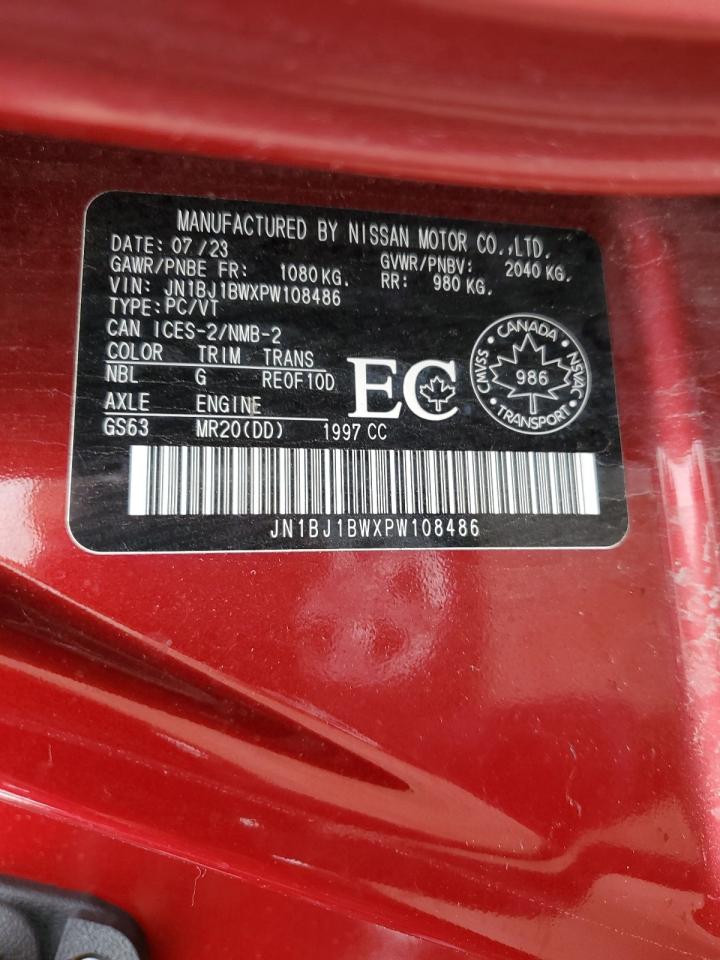 MANUFACTURED BY NISSAN MOTOR CO.,LTD.
DATE: 07/23 GVWR/PNBV: 2040 KG.
GAWR/PNBE FR: 1080KG. RR: 980 KG.
VIN: JN1BJ1BWXPW108486
TYPE:PC/VT
CAN ICES-2/NMB-2
COLOR TRIM TRANS
NBL G RE0F10D
AXLE ENGINE
GS63 MR20(DD) 1997 CC
EC
CANADA
CMVSS 986 NSVAC
TRANSPORT
JN1BJ1BWXPW108486